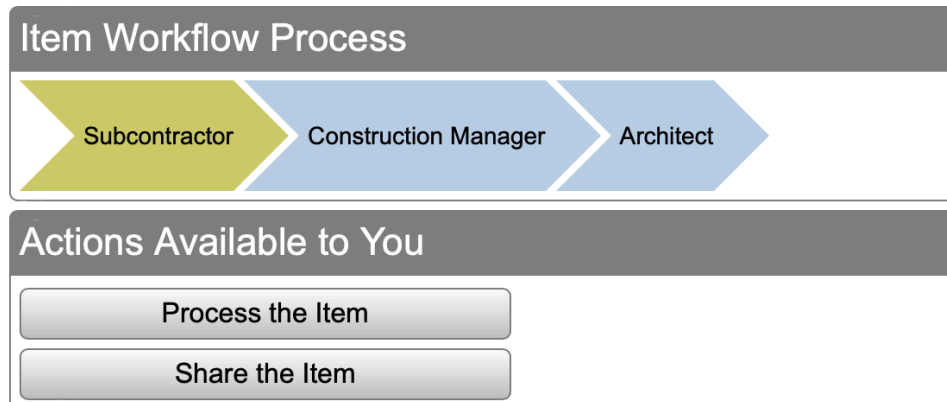 Item Workflow Process
Subcontractor Construction Manager Architect
Actions Available to You
Process the Item
Share the Item